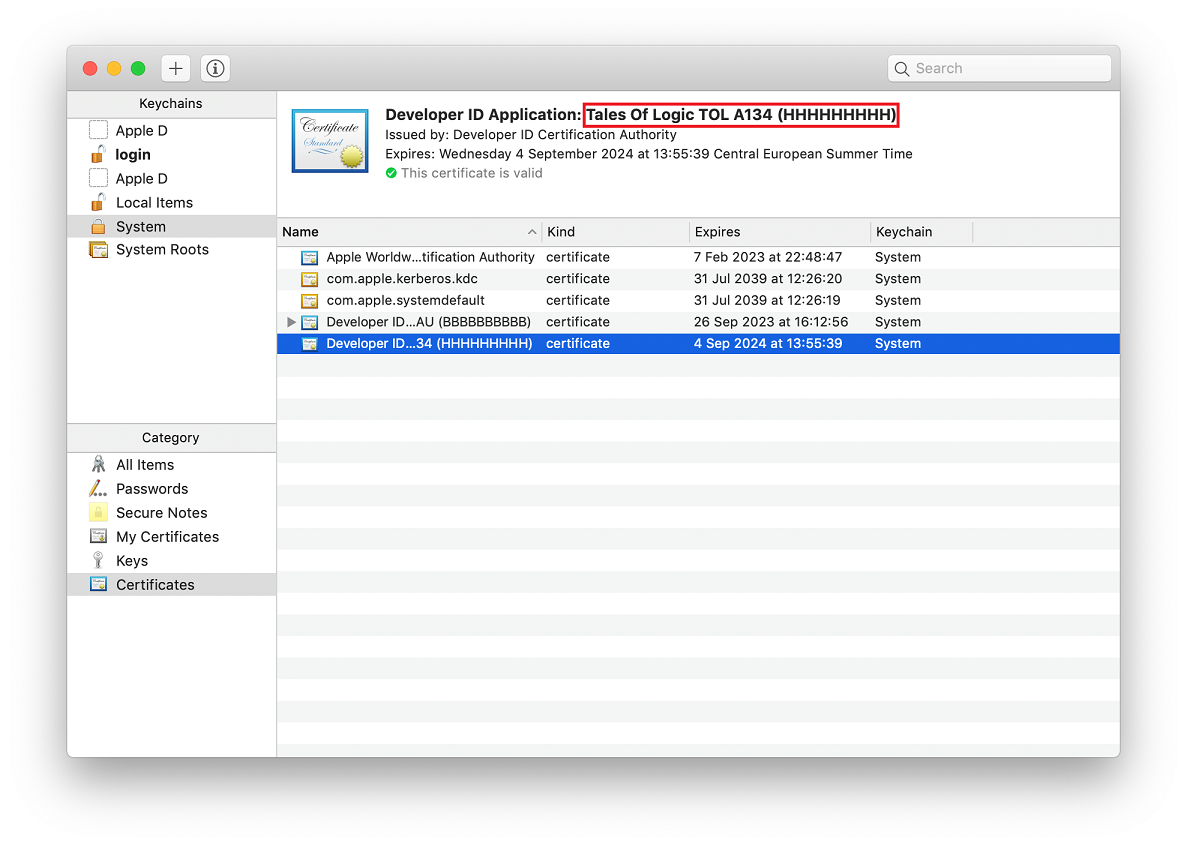 Search
Keychains
Apple D
login
Apple D
Local Items
System
System Roots
Category
All Items
Passwords
Secure Notes
My Certificates
Keys
Certificates
Certificate
Standard
Developer ID Application: Tales Of Logic TOL A134 (HHHHHHHHH)
Issued by: Developer ID Certification Authority
Expires: Wednesday 4 September 2024 at 13:55:39 Central European Summer Time
This certificate is valid
Name Kind Expires Keychain
Apple Worldw...tification Authority certificate 7 Feb 2023 at 22:48:47 System
com.apple.kerberos.kdc certificate 31 Jul 2039 at 12:26:20 System
com.apple.systemdefault certificate 31 Jul 2039 at 12:26:19 System
Developer ID...AU (BBBBBBBBBB) certificate 26 Sep 2023 at 16:12:56 System
Developer ID...34 (HHHHHHHHH) certificate 4 Sep 2024 at 13:55:39 System